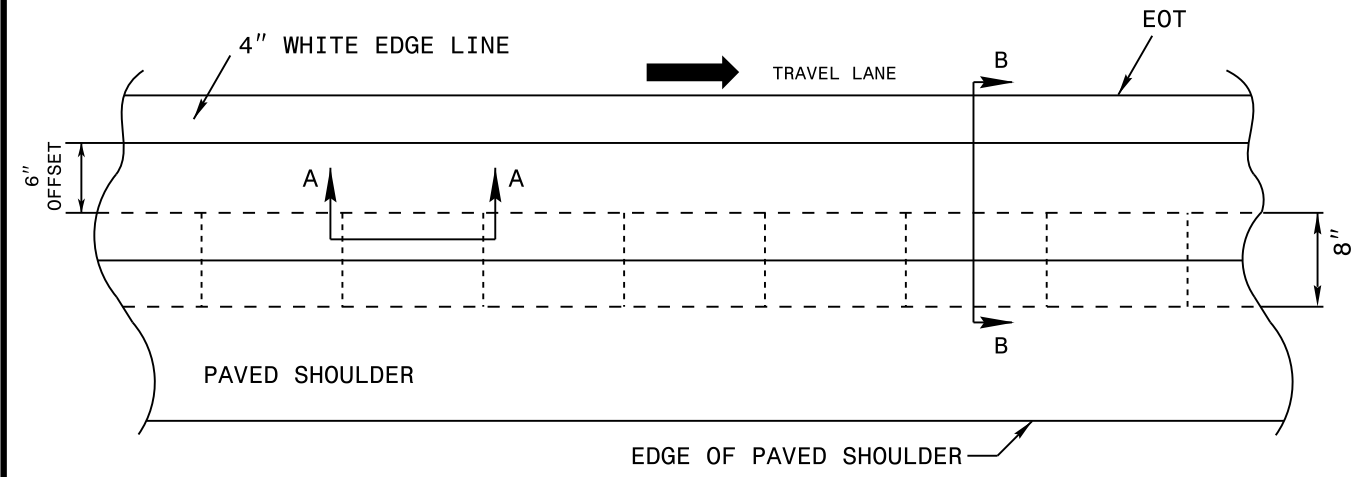 EOT
4" WHITE EDGE LINE
B
TRAVEL LANE
6"
OFFSET
A
A
8"
B
PAVED SHOULDER
EDGE OF PAVED SHOULDER